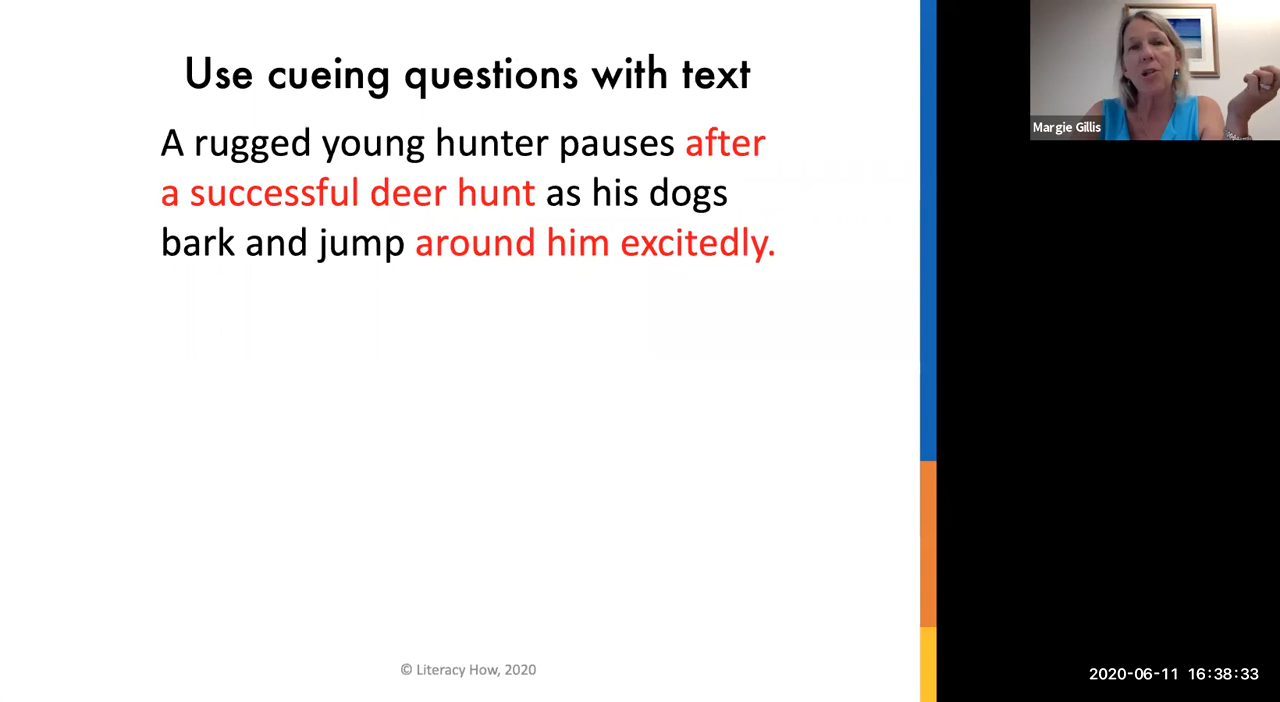 Use cueing questions with text
A rugged young hunter pauses after
a successful deer hunt as his dogs
bark and jump around him excitedly.
Margie Gillis
© Literacy How, 2020
2020-06-11 16:38:33